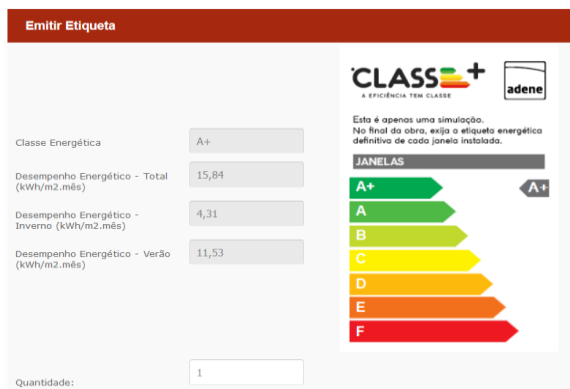 Emitir Etiqueta
Classe Energética
A+
Desempenho Energético - Total
(kWh/m2.mês)
15,84
Desempenho Energético -
Inverno (kWh/m2.mês)
4,31
Desempenho Energético - Verão
(kWh/m2.mês)
11,53
Quantidade:
1
CLASSE+
A EFICIÊNCIA TEM CLASSE
adene
Esta é apenas uma simulação.
No final da obra, exija a etiqueta energética
definitiva de cada janela instalada.
JANELAS
A+
A+
A
B
C
D
E
F